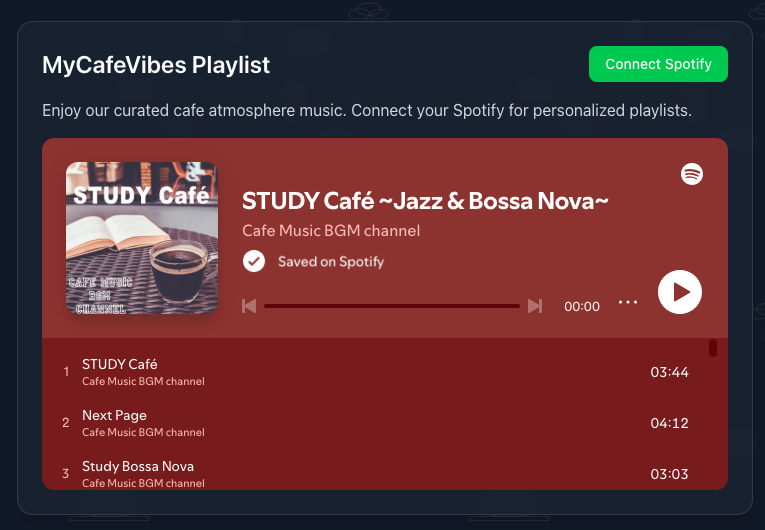 MyCafeVibes Playlist
Connect Spotify
Enjoy our curated cafe atmosphere music. Connect your Spotify for personalized playlists.
STUDY Café
CAFE MUSIC
BGM
CHANNEL
STUDY Café ~Jazz & Bossa Nova~
Cafe Music BGM channel
Saved on Spotify
00:00
1
STUDY Café
Cafe Music BGM channel
03:44
2
Next Page
Cafe Music BGM channel
04:12
3
Study Bossa Nova
Cafe Music BGM channel
03:03